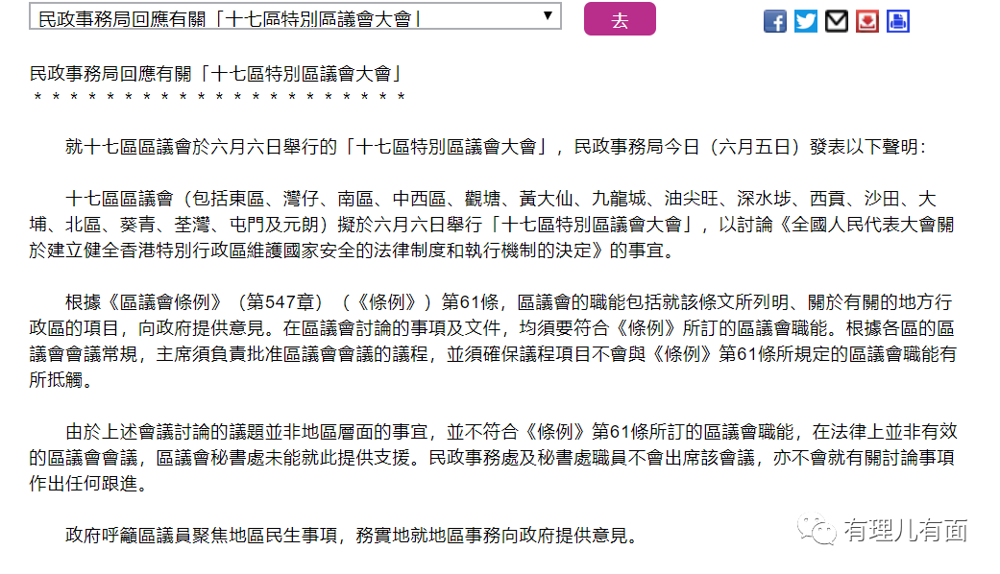 民政事務局回應有關「十七區特別區議會大會
去
民政事務局回應有關「十七區特別區議會大會」
＊＊＊＊＊＊＊＊＊＊＊＊＊＊＊＊＊＊＊＊＊
就十七區區議會於六月六日舉行的「十七區特別區議會大會」，民政事務局今日（六月五日）發表以下聲明：
十七區區議會（包括東區、灣仔、南區、中西區、觀塘、黃大仙、九龍城、油尖旺、深水埗、西貢、沙田、大
埔、北區、葵青、荃灣、屯門及元朗）擬於六月六日舉行「十七區特別區議會大會」，以討論《全國人民代表大會關
於建立健全香港特別行政區維護國家安全的法律制度和執行機制的決定》的事宜。
根據《區議會條例》（第547章）（《條例》）第61條，區議會的職能包括就該條文所列明、關於有關的地方行
政區的項目，向政府提供意見。在區議會討論的事項及文件，均須要符合《條例》所訂的區議會職能。根據各區的區
議會會議常規，主席須負責批准區議會會議的議程，並須確保議程項目不會與《條例》第61條所規定的區議會職能有
所抵觸。
由於上述會議討論的議題並非地區層面的事宜，並不符合《條例》第61條所訂的區議會職能，在法律上並非有效
的區議會會議，區議會秘書處未能就此提供支援。民政事務處及秘書處職員不會出席該會議，亦不會就有關討論事項
作出任何跟進。
政府呼籲區議員聚焦地區民生事項，務實地就地區事務向政府提供意見。
有理儿有面